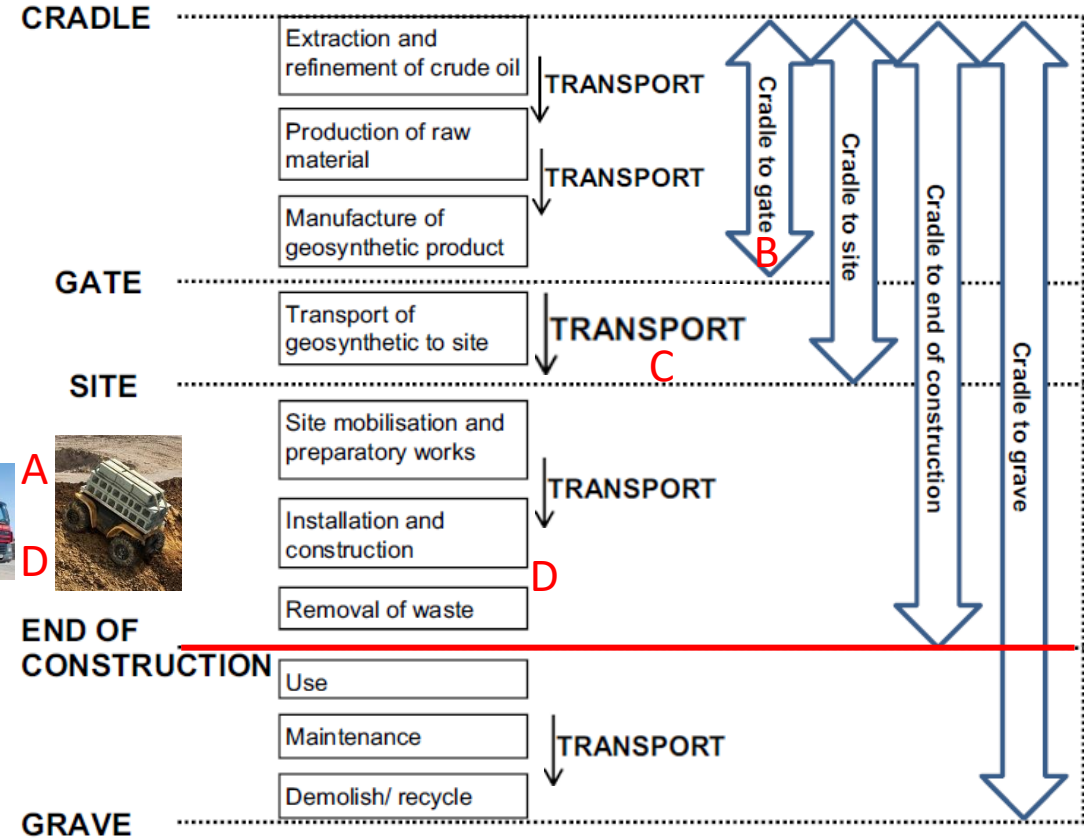 CRADLE
Extraction and
refinement of crude oil
TRANSPORT
Production of raw
material
TRANSPORT
Manufacture of
geosynthetic product
GATE
Transport of
geosynthetic to site
TRANSPORT
C
SITE
Site mobilisation and
preparatory works
TRANSPORT
A
D
Installation and
construction
D
Removal of waste
END OF
CONSTRUCTION
Use
Maintenance
TRANSPORT
Demolish/ recycle
GRAVE
Cradle to gate
B
Cradle to site
Cradle to end of construction
Cradle to grave